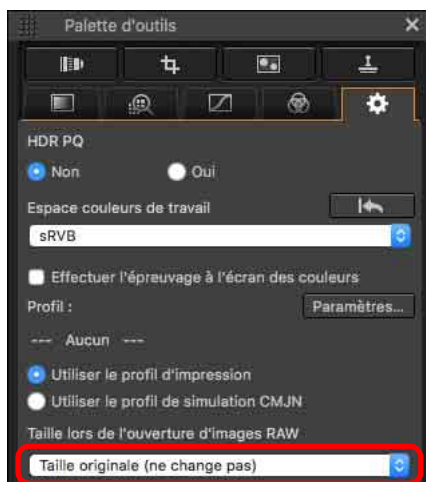 Palette d'outils
HDR PQ
Non Oui
Espace couleurs de travail
sRVB
Effectuer l'épreuvage à l'écran des couleurs
Profil : Paramètres...
--- Aucun ---
Utiliser le profil d'impression
Utiliser le profil de simulation CMJN
Taille lors de l'ouverture d'images RAW
Taille originale (ne change pas)